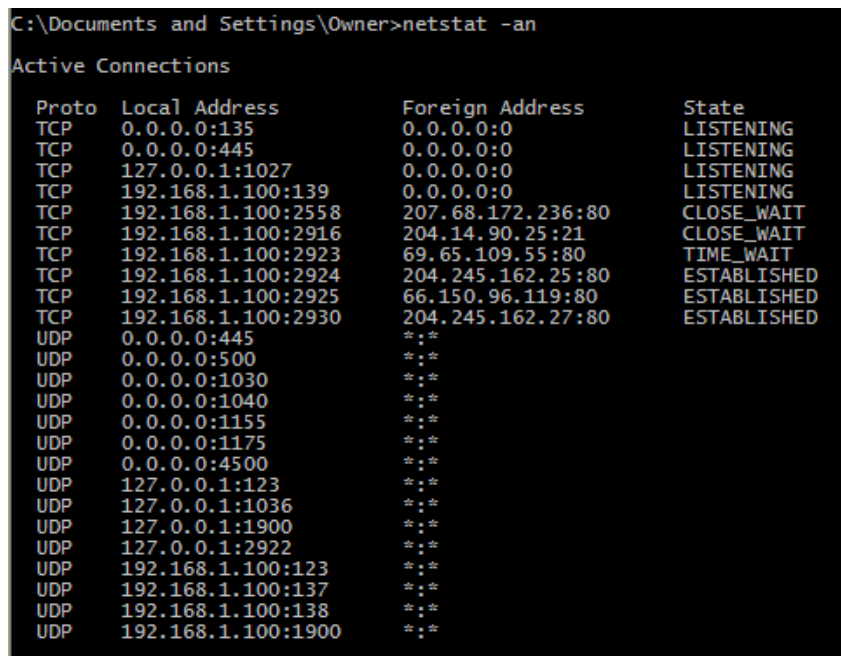 C:\Documents and Settings\Owner>netstat -an
Active Connections
Proto Local Address Foreign Address State
TCP 0.0.0.0:135 0.0.0.0:0 LISTENING
TCP 0.0.0.0:445 0.0.0.0:0 LISTENING
TCP 127.0.0.1:1027 0.0.0.0:0 LISTENING
TCP 192.168.1.100:139 0.0.0.0:0 LISTENING
TCP 192.168.1.100:2558 207.68.172.236:80 CLOSE_WAIT
TCP 192.168.1.100:2916 204.14.90.25:21 CLOSE_WAIT
TCP 192.168.1.100:2923 69.65.109.55:80 TIME_WAIT
TCP 192.168.1.100:2924 204.245.162.25:80 ESTABLISHED
TCP 192.168.1.100:2925 66.150.96.119:80 ESTABLISHED
TCP 192.168.1.100:2930 204.245.162.27:80 ESTABLISHED
UDP 0.0.0.0:445 *:*
UDP 0.0.0.0:500 *:*
UDP 0.0.0.0:1030 *:*
UDP 0.0.0.0:1040 *:*
UDP 0.0.0.0:1155 *:*
UDP 0.0.0.0:1175 *:*
UDP 0.0.0.0:4500 *:*
UDP 127.0.0.1:123 *:*
UDP 127.0.0.1:1036 *:*
UDP 127.0.0.1:1900 *:*
UDP 127.0.0.1:2922 *:*
UDP 192.168.1.100:123 *:*
UDP 192.168.1.100:137 *:*
UDP 192.168.1.100:138 *:*
UDP 192.168.1.100:1900 *:*